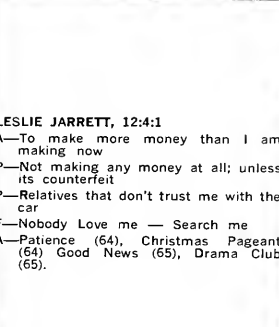 LESLIE JARRETT, 12:4:1
A—To make more money than I am
making now
P—Not making any money at all; unless
its counterfeit
P—Relatives that don't trust me with the
car
F—Nobody Love me — Search me
A—Patience (64), Christmas Pageant
(64) Good News (65), Drama Club
(65).